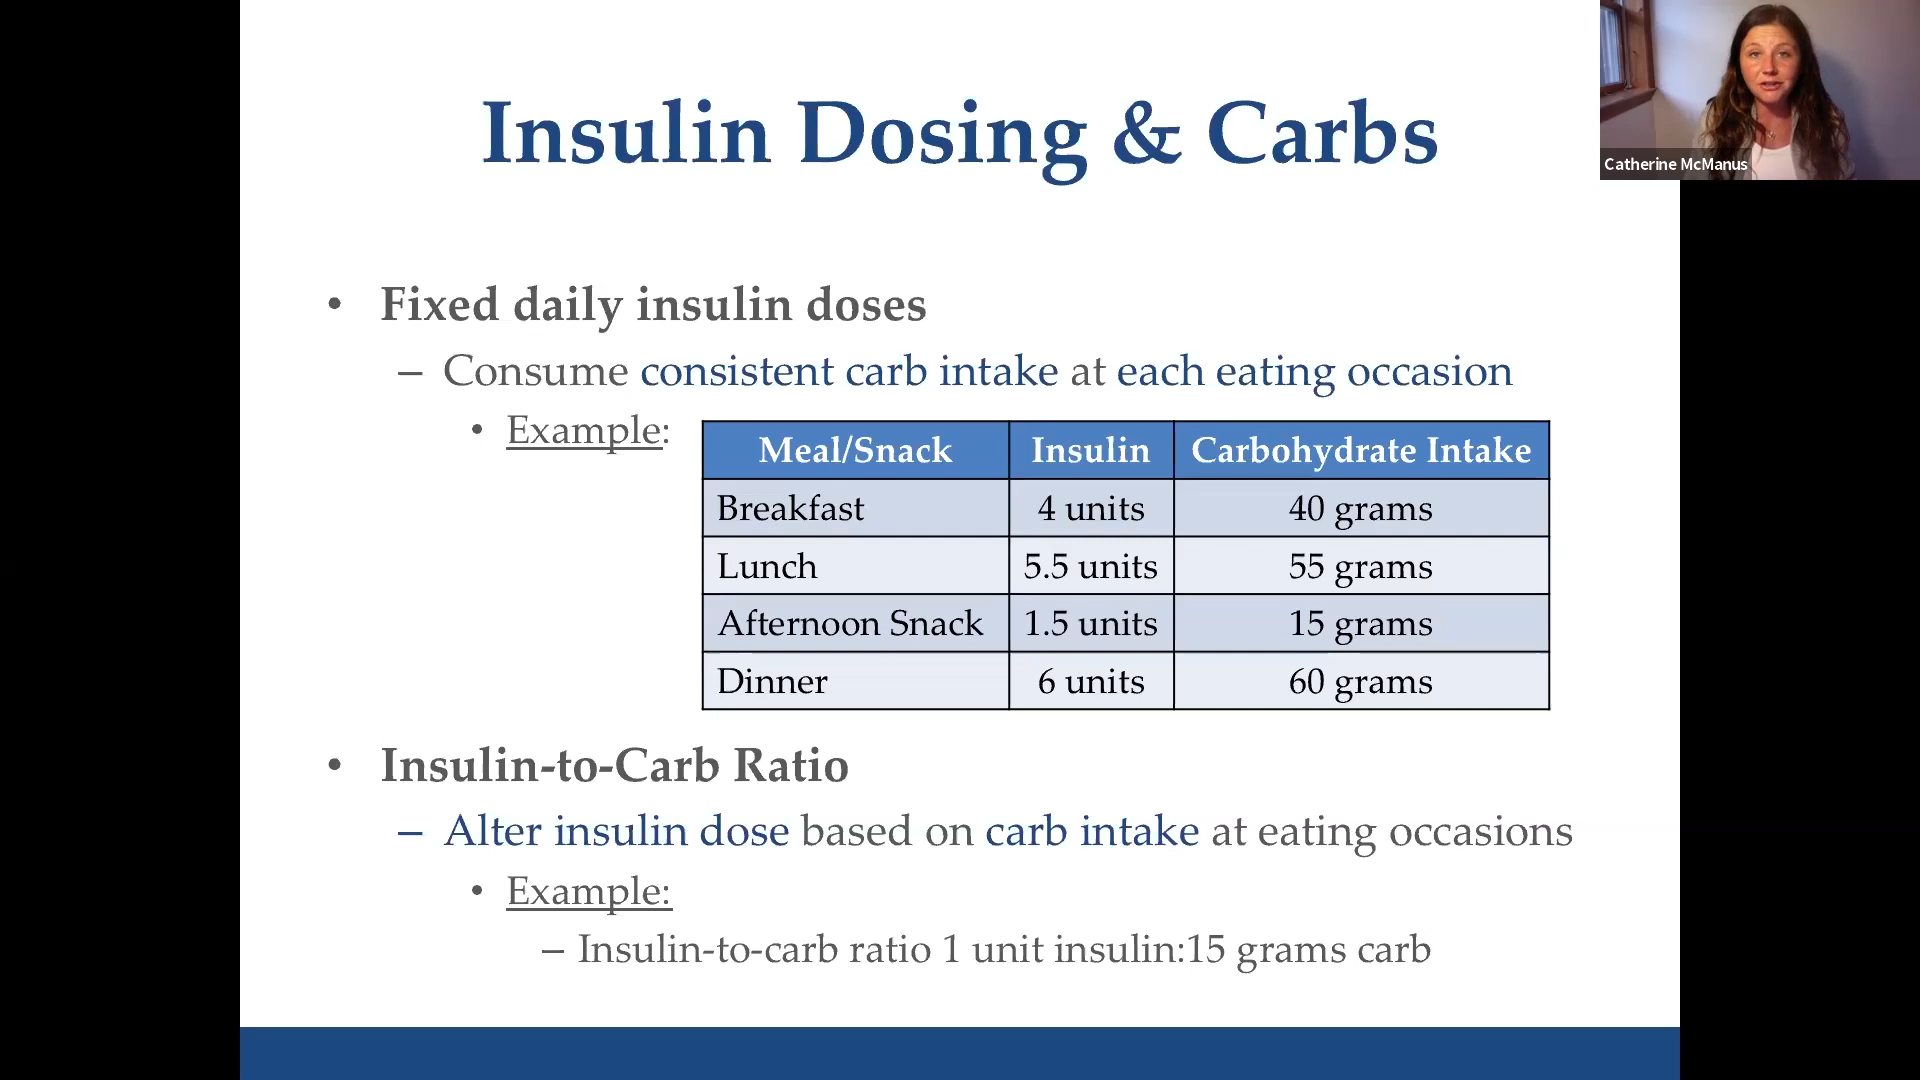 Insulin Dosing & Carbs
Catherine McManus
• Fixed daily insulin doses
– Consume consistent carb intake at each eating occasion
• Example:
Meal/Snack Insulin Carbohydrate Intake
Breakfast 4 units 40 grams
Lunch 5.5 units 55 grams
Afternoon Snack 1.5 units 15 grams
Dinner 6 units 60 grams
• Insulin-to-Carb Ratio
– Alter insulin dose based on carb intake at eating occasions
• Example:
– Insulin-to-carb ratio 1 unit insulin:15 grams carb